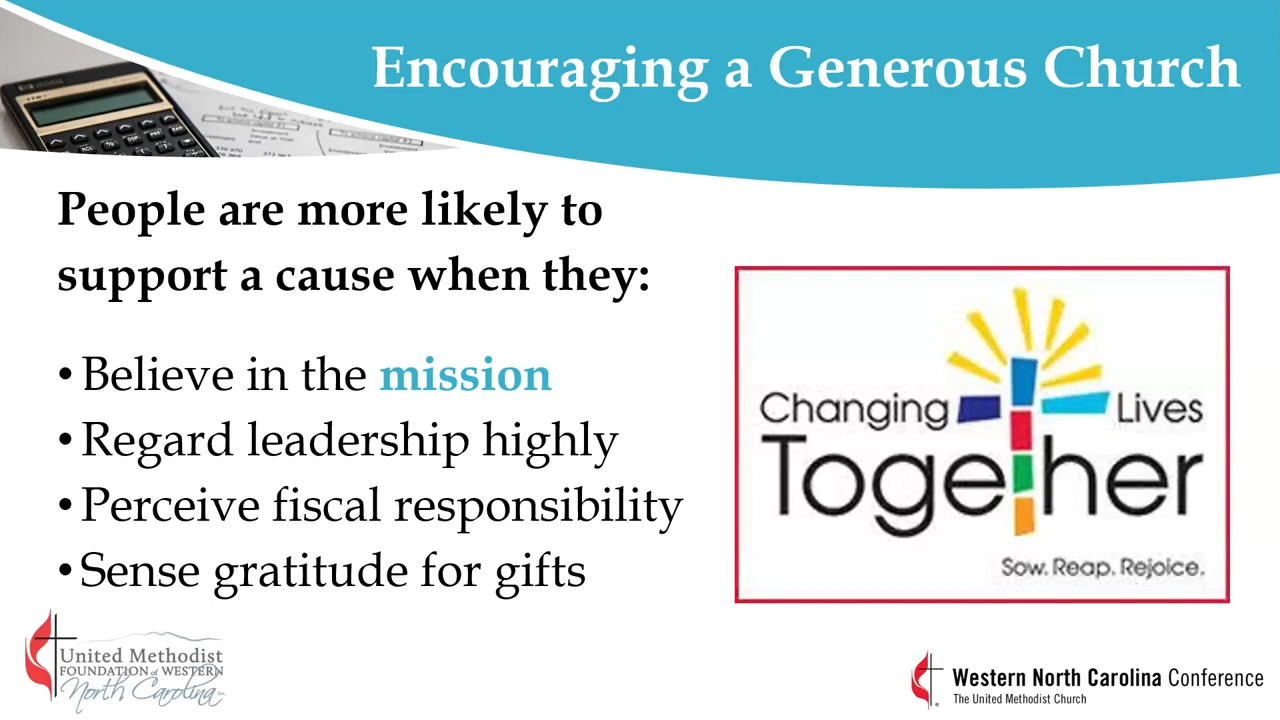 Encouraging a Generous Church
People are more likely to
support a cause when they:
• Believe in the mission
• Regard leadership highly
• Perceive fiscal responsibility
• Sense gratitude for gifts
Changing Lives
Together
Sow. Reap. Rejoice.
United Methodist
FOUNDATION of WESTERN
North Carolina
Western North Carolina Conference
The United Methodist Church